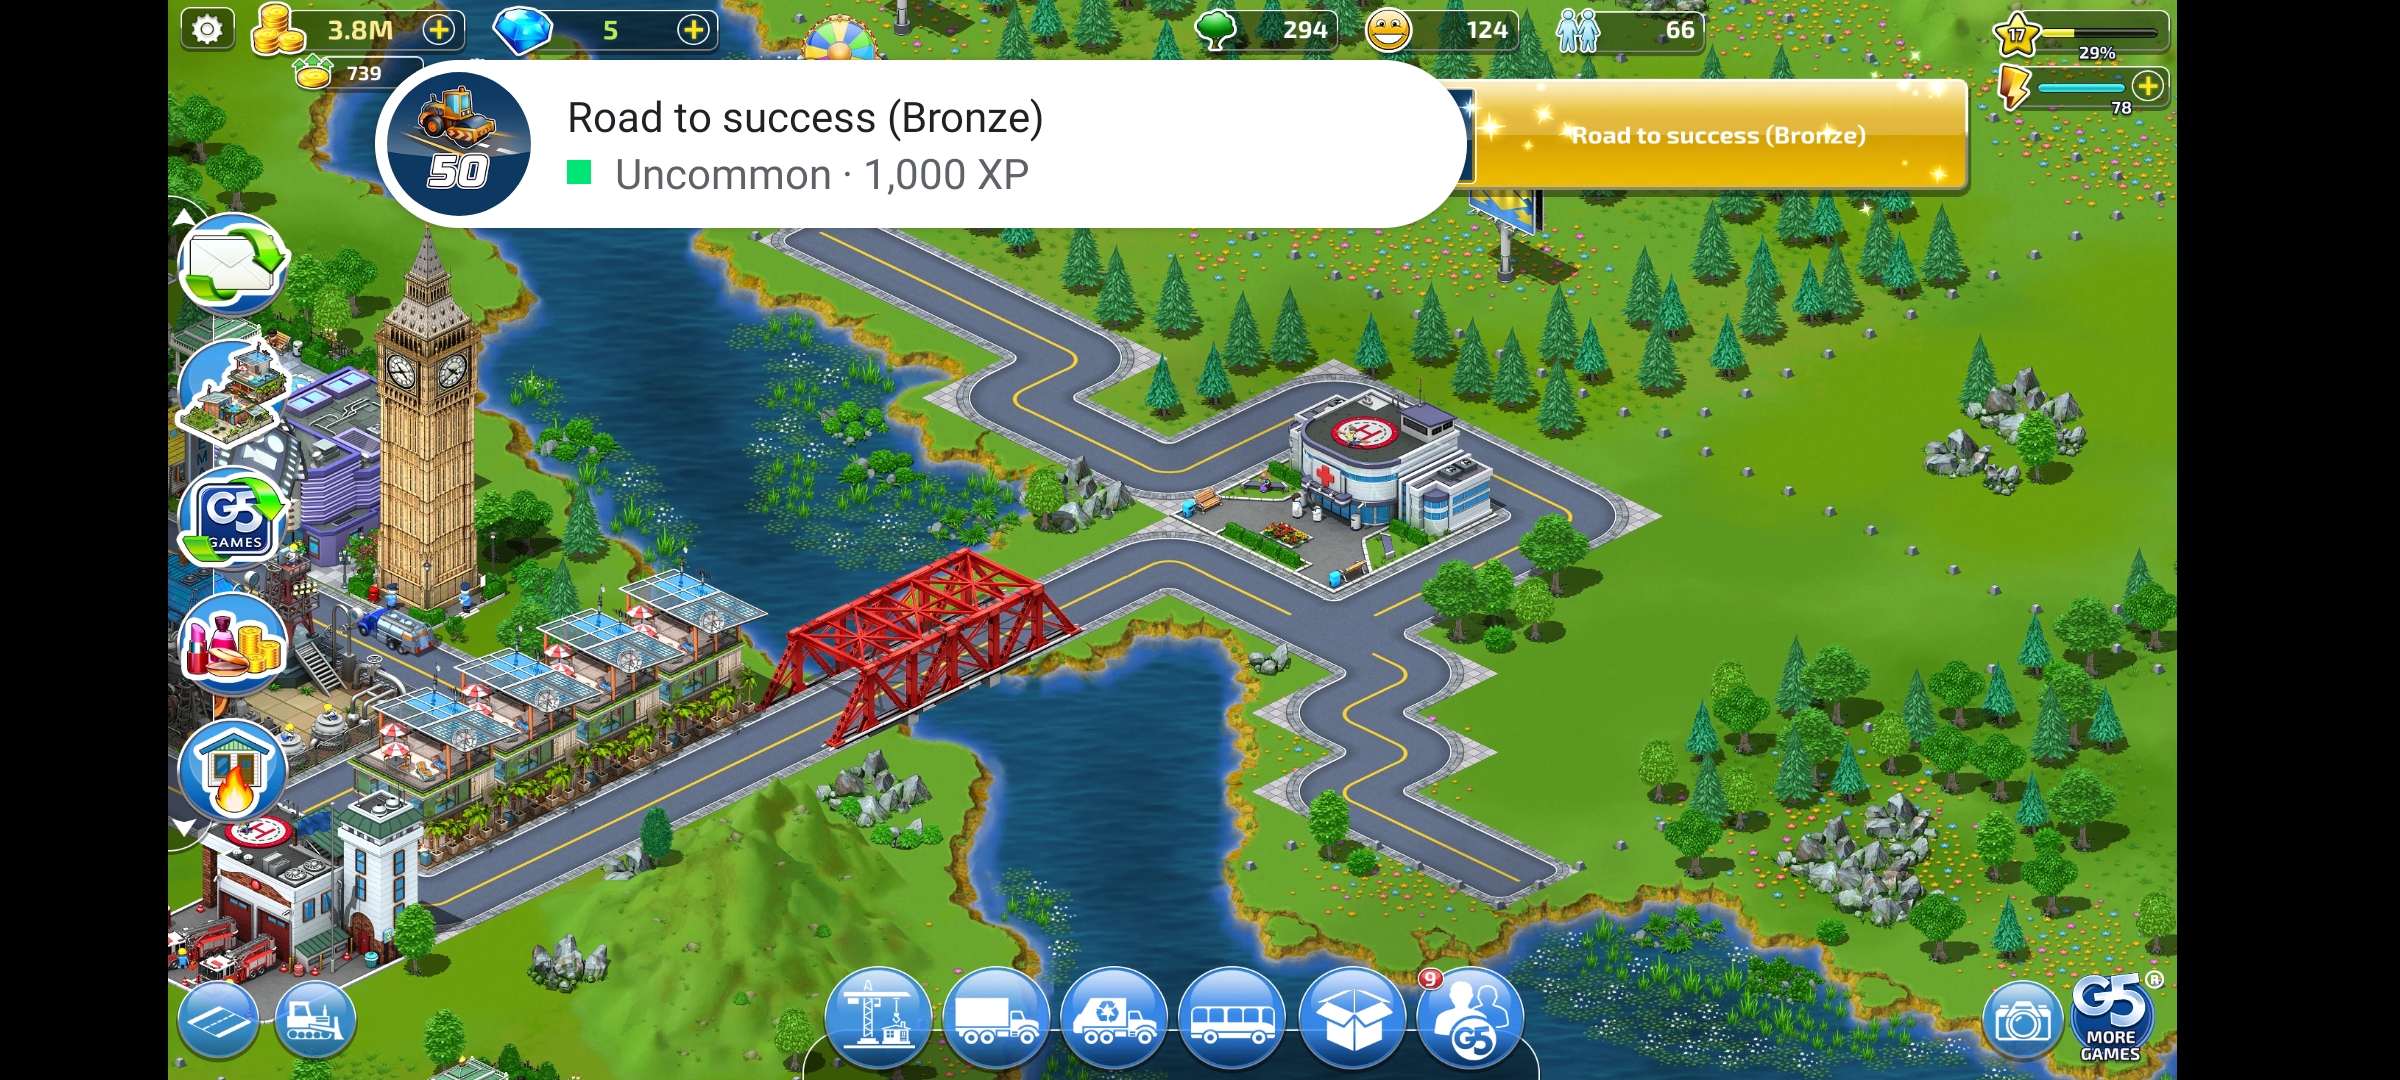 3.8M
5
294
124
66
17
29%
739
78
Road to success (Bronze)
Uncommon · 1,000 XP
50
Road to success (Bronze)
H
G5
GAMES
H
9
G5
G5
®
MORE
GAMES